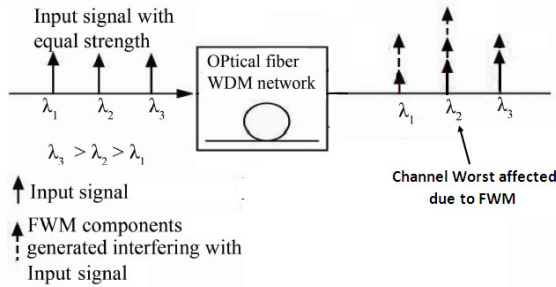 Input signal with
equal strength
OPtical fiber
WDM network
λ1 λ2 λ3
λ1 λ2 λ3
λ3 > λ2 > λ1
Channel Worst affected
due to FWM
Input signal
FWM components
generated interfering with
Input signal